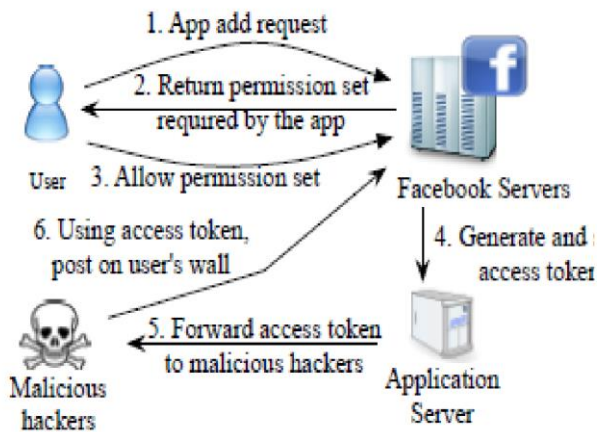 1. App add request
2. Return permission set
required by the app
User
3. Allow permission set
Facebook Servers
6. Using access token,
post on user's wall
4. Generate and
access token
5. Forward access token
to malicious hackers
Malicious
hackers
Application
Server